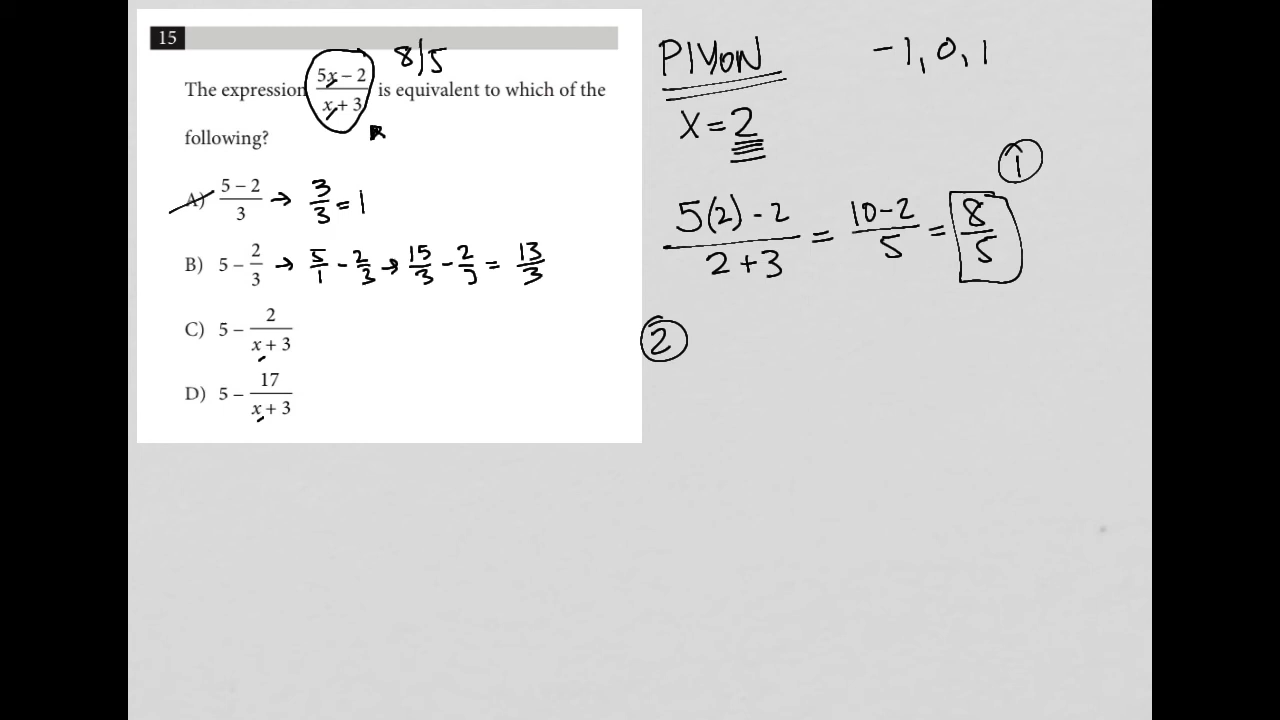 15
8/5
The expression (5x − 2)/(x + 3) is equivalent to which of the
following?
A) (5 − 2)/3 → 3/3 = 1
B) 5 − 2/3 → 5/1 - 2/3 → 15/3 - 2/3 = 13/3
C) 5 − 2/(x + 3)
D) 5 − 17/(x + 3)
PIYON
-1, 0, 1
x = 2
1
(5(2) - 2)/(2 + 3) = (10 - 2)/5 = 8/5
2